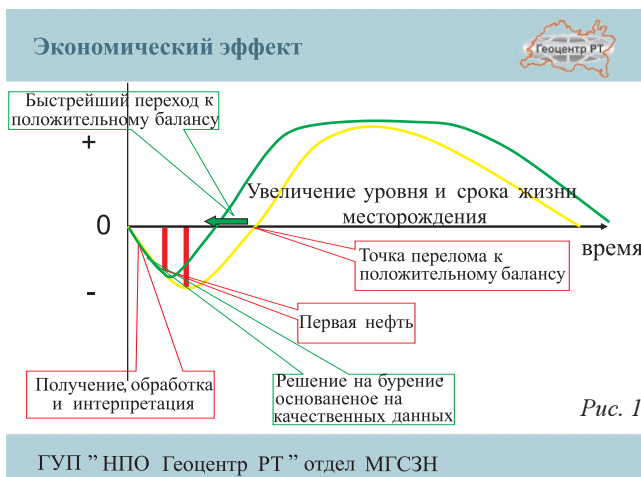 Экономический эффект
Геоцентр РТ
Быстрейший переход к
положительному балансу
+
Увеличение уровня и срока жизни
месторождения
0
время
Точка перелома к
положительному балансу
-
Первая нефть
Получение, обработка
и интерпретация
Решение на бурение
основаненое на
качественных данных
Рис. 1
ГУП ” НПО Геоцентр РТ ” отдел МГСЗН